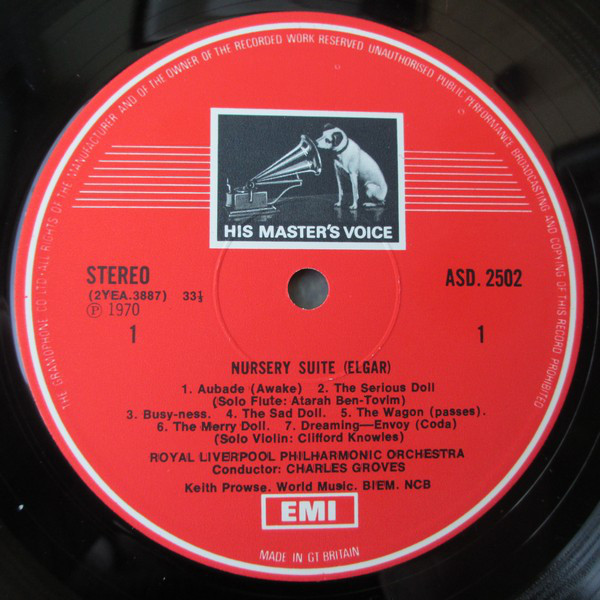 THE GRAMOPHONE CO LTD·ALL RIGHTS OF THE MANUFACTURER AND OF THE OWNER OF THE RECORDED WORK RESERVED UNAUTHORISED PUBLIC PERFORMANCE BROADCASTING AND COPYING OF THIS RECORD PROHIBITED
HIS MASTER'S VOICE
STEREO
ASD. 2502
(2YEA.3887) 33⅓
Ⓟ 1970
1
1
NURSERY SUITE (ELGAR)
1. Aubade (Awake) 2. The Serious Doll
(Solo Flute: Atarah Ben-Tovim)
3. Busy-ness. 4. The Sad Doll. 5. The Wagon (passes).
6. The Merry Doll. 7. Dreaming—Envoy (Coda)
(Solo Violin: Clifford Knowles)
ROYAL LIVERPOOL PHILHARMONIC ORCHESTRA
Conductor: CHARLES GROVES
Keith Prowse. World Music. BIEM. NCB
EMI
MADE IN GT BRITAIN